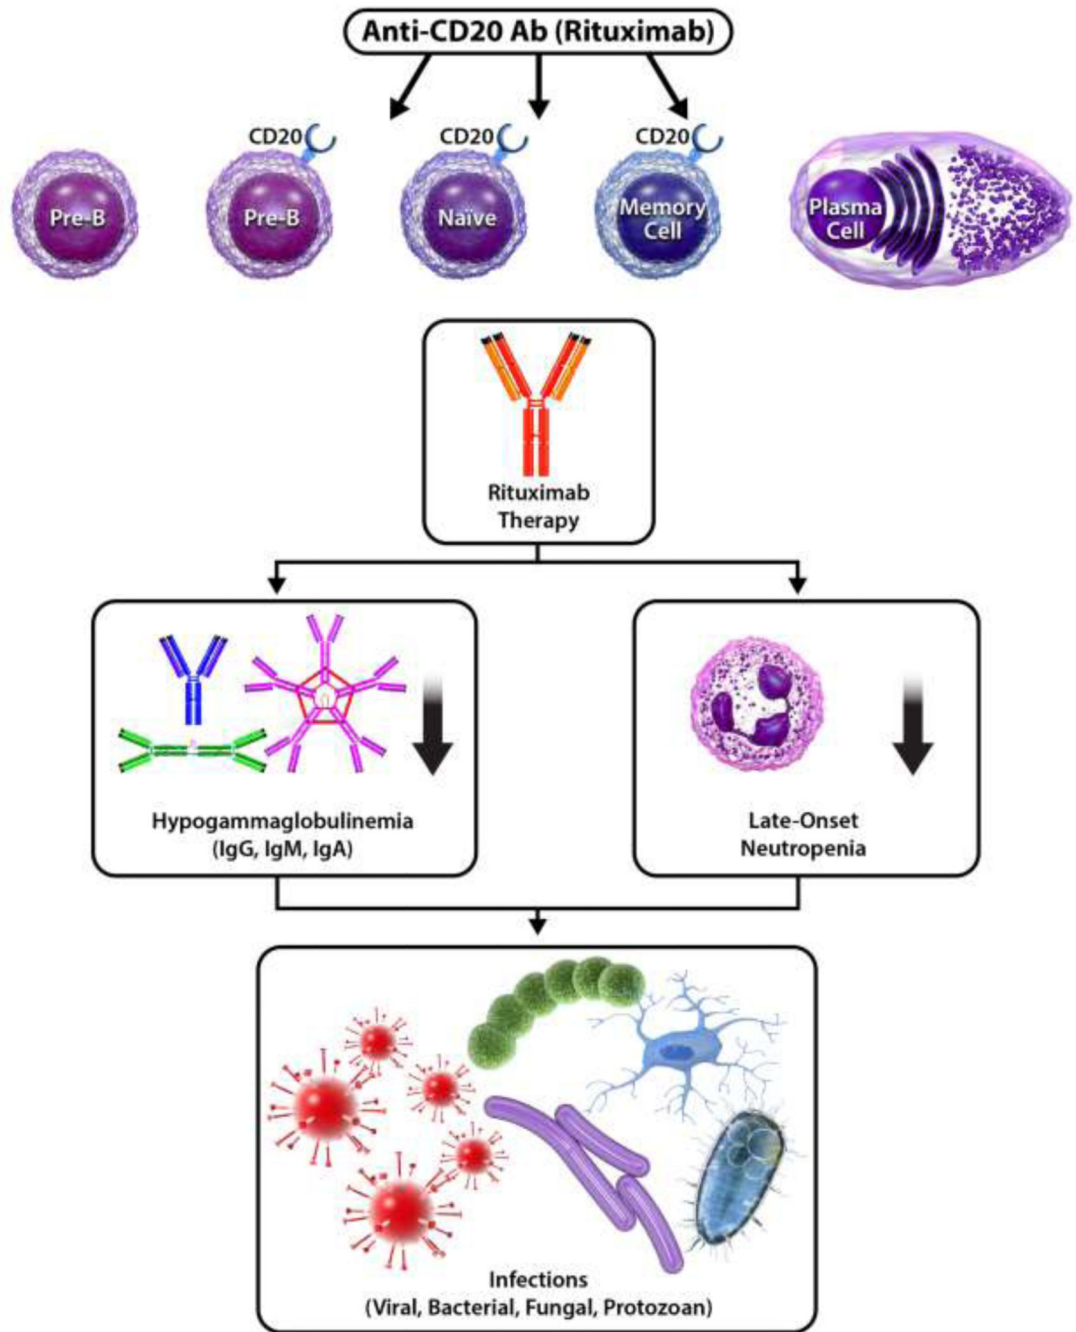 Anti-CD20 Ab (Rituximab)
CD20
CD20
CD20
Pre-B
Pre-B
Naïve
Memory
Cell
Plasma
Cell
Rituximab
Therapy
Hypogammaglobulinemia
(IgG, IgM, IgA)
Late-Onset
Neutropenia
Infections
(Viral, Bacterial, Fungal, Protozoan)